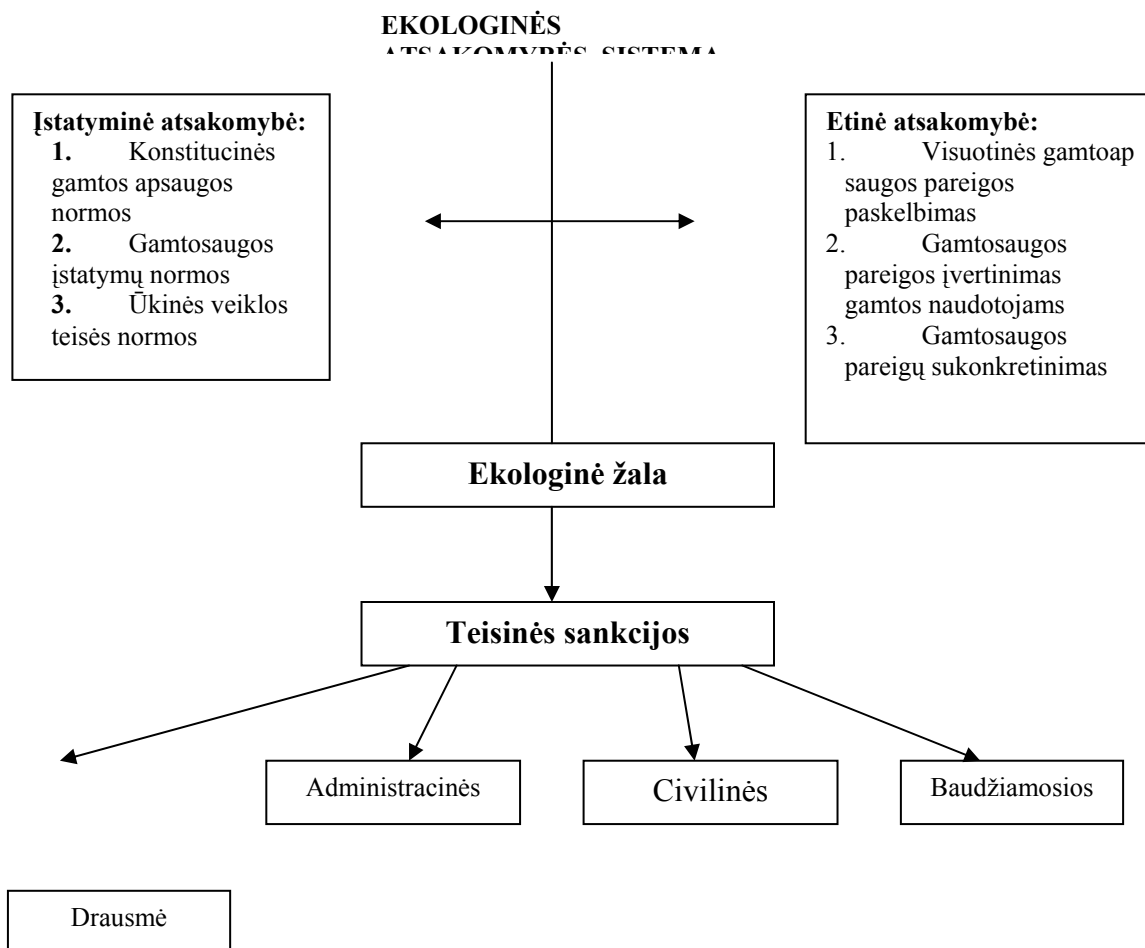 EKOLOGINĖS
ATSAKOMYBĖS SISTEMA
Įstatyminė atsakomybė:
1. Konstitucinės
gamtos apsaugos
normos
2. Gamtosaugos
įstatymų normos
3. Ūkinės veiklos
teisės normos
Etinė atsakomybė:
1. Visuotinės gamtoap
saugos pareigos
paskelbimas
2. Gamtosaugos
pareigos įvertinimas
gamtos naudotojams
3. Gamtosaugos
pareigų sukonkretinimas
Ekologinė žala
Teisinės sankcijos
Administracinės
Civilinės
Baudžiamosios
Drausmė